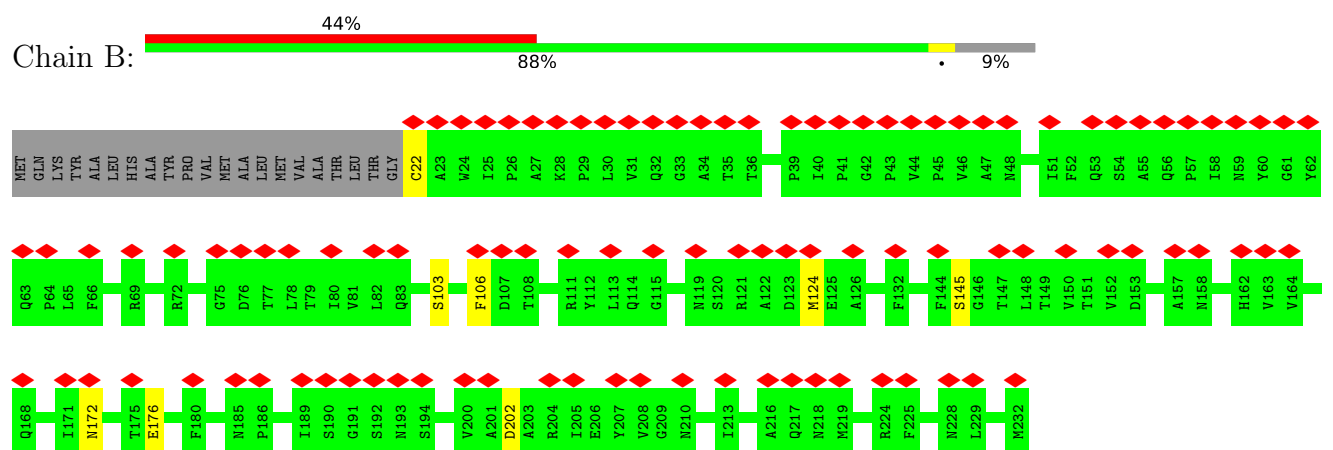 44%
Chain B:
88% • 9%
MET GLN LYS TYR ALA LEU HIS ALA TYR PRO VAL MET ALA LEU MET VAL ALA THR LEU THR GLY C22 A23 W24 I25 P26 A27 K28 P29 L30 V31 Q32 G33 A34 T35 T36 P39 I40 P41 G42 P43 V44 P45 V46 A47 N48 I51 F52 Q53 S54 A55 Q56 P57 I58 N59 Y60 G61 Y62
Q63 P64 L65 F66 R69 R72 G75 D76 T77 L78 T79 I80 V81 L82 Q83 S103 F106 D107 T108 R111 Y112 L113 Q114 G115 N119 S120 R121 A122 D123 M124 E125 A126 F132 F144 S145 G146 T147 L148 T149 V150 T151 V152 D153 A157 N158 H162 V163 V164
Q168 I171 N172 T175 E176 F180 N185 P186 I189 S190 G191 S192 N193 S194 V200 A201 D202 A203 R204 I205 E206 Y207 V208 G209 N210 I213 A216 Q217 N218 M219 R224 F225 N228 L229 M232